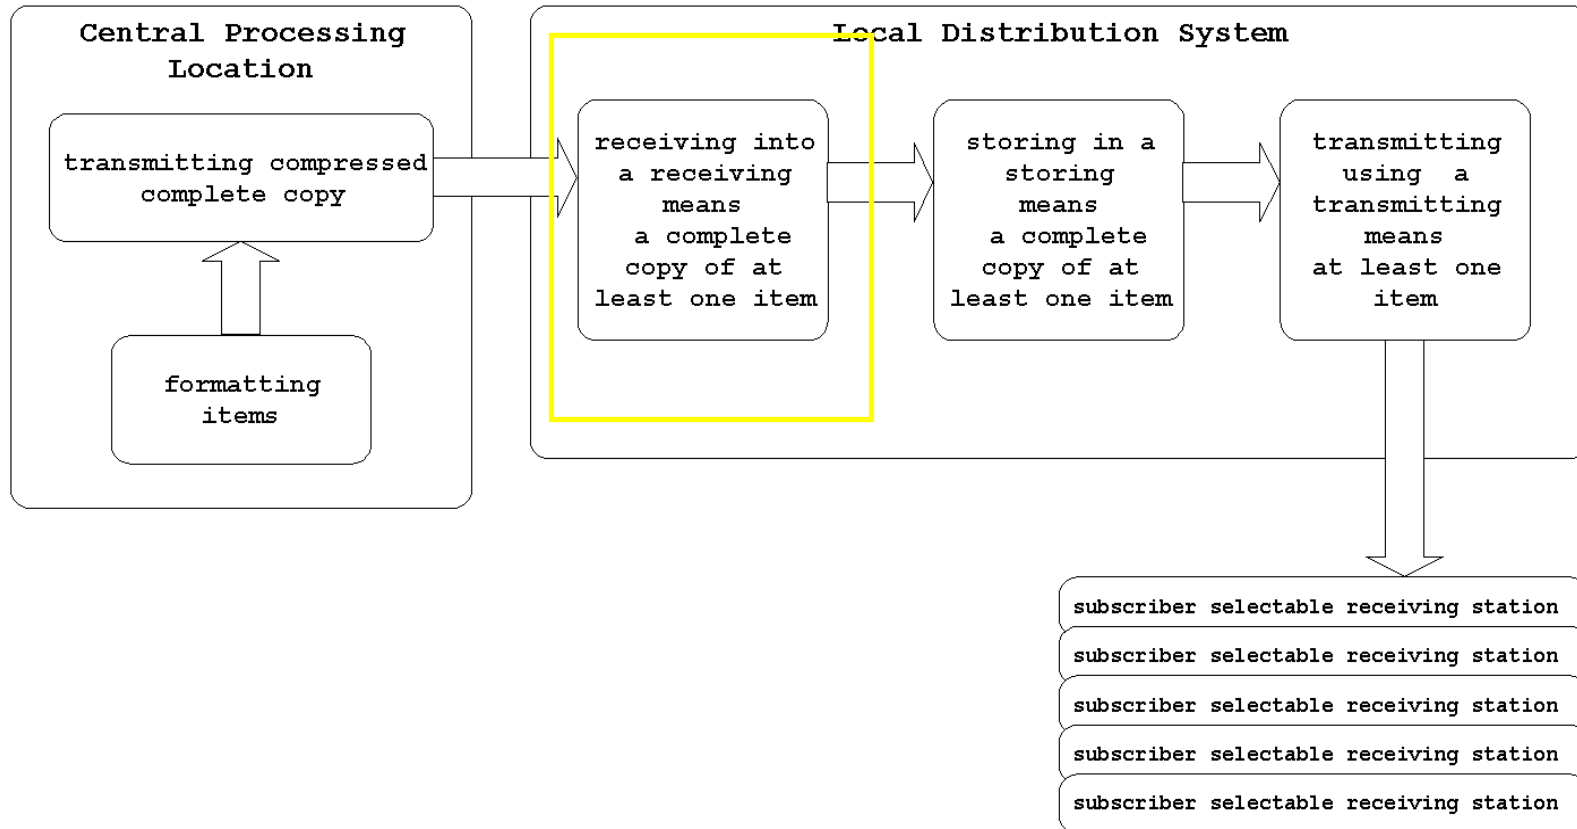 Central Processing
Location
transmitting compressed
complete copy
formatting
items
Local Distribution System
receiving into
a receiving
means
a complete
copy of at
least one item
storing in a
storing
means
a complete
copy of at
least one item
transmitting
using a
transmitting
means
at least one
item
subscriber selectable receiving station
subscriber selectable receiving station
subscriber selectable receiving station
subscriber selectable receiving station
subscriber selectable receiving station